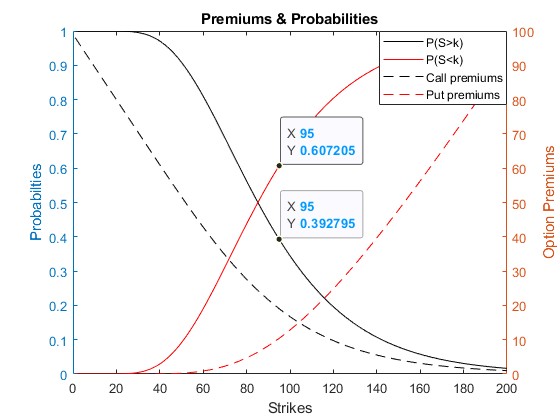 Premiums & Probabilities
1
0.9
0.8
0.7
0.6
0.5
0.4
0.3
0.2
0.1
0
Probabilties
100
90
80
70
60
50
40
30
20
10
0
Option Premiums
P(S>k)
P(S<k)
Call premiums
Put premiums
X 95
Y 0.607205
X 95
Y 0.392795
0 20 40 60 80 100 120 140 160 180 200
Strikes